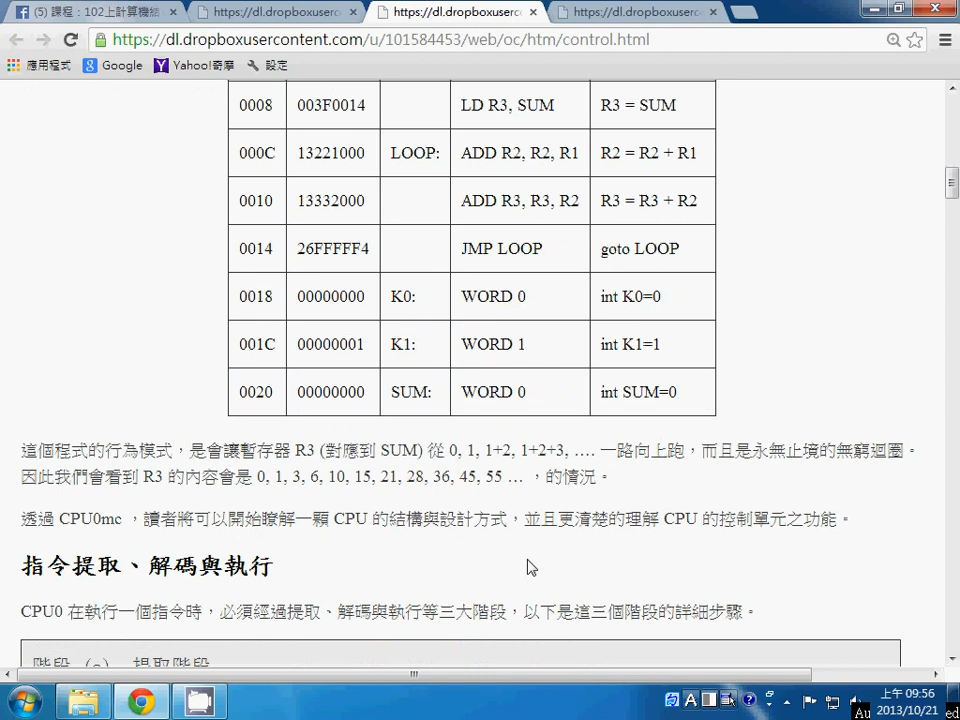 (5) 課程：102上計算機組
https://dl.dropboxuserc
https://dl.dropboxuserc
https://dl.dropboxuserc
https://dl.dropboxusercontent.com/u/101584453/web/oc/htm/control.html
應用程式 Google Yahoo!奇摩 設定
0008 003F0014 LD R3, SUM R3 = SUM
000C 13221000 LOOP: ADD R2, R2, R1 R2 = R2 + R1
0010 13332000 ADD R3, R3, R2 R3 = R3 + R2
0014 26FFFFF4 JMP LOOP goto LOOP
0018 00000000 K0: WORD 0 int K0=0
001C 00000001 K1: WORD 1 int K1=1
0020 00000000 SUM: WORD 0 int SUM=0
這個程式的行為模式，是會讓暫存器 R3 (對應到 SUM) 從 0, 1, 1+2, 1+2+3, …. 一路向上跑，而且是永無止境的無窮迴圈。
因此我們會看到 R3 的內容會是 0, 1, 3, 6, 10, 15, 21, 28, 36, 45, 55 … ，的情況。
透過 CPU0mc ，讀者將可以開始瞭解一顆 CPU 的結構與設計方式，並且更清楚的理解 CPU 的控制單元之功能。
指令提取、解碼與執行
CPU0 在執行一個指令時，必須經過提取、解碼與執行等三大階段，以下是這三個階段的詳細步驟。
階段 (a)
提取階段
上午 09:56
2013/10/21